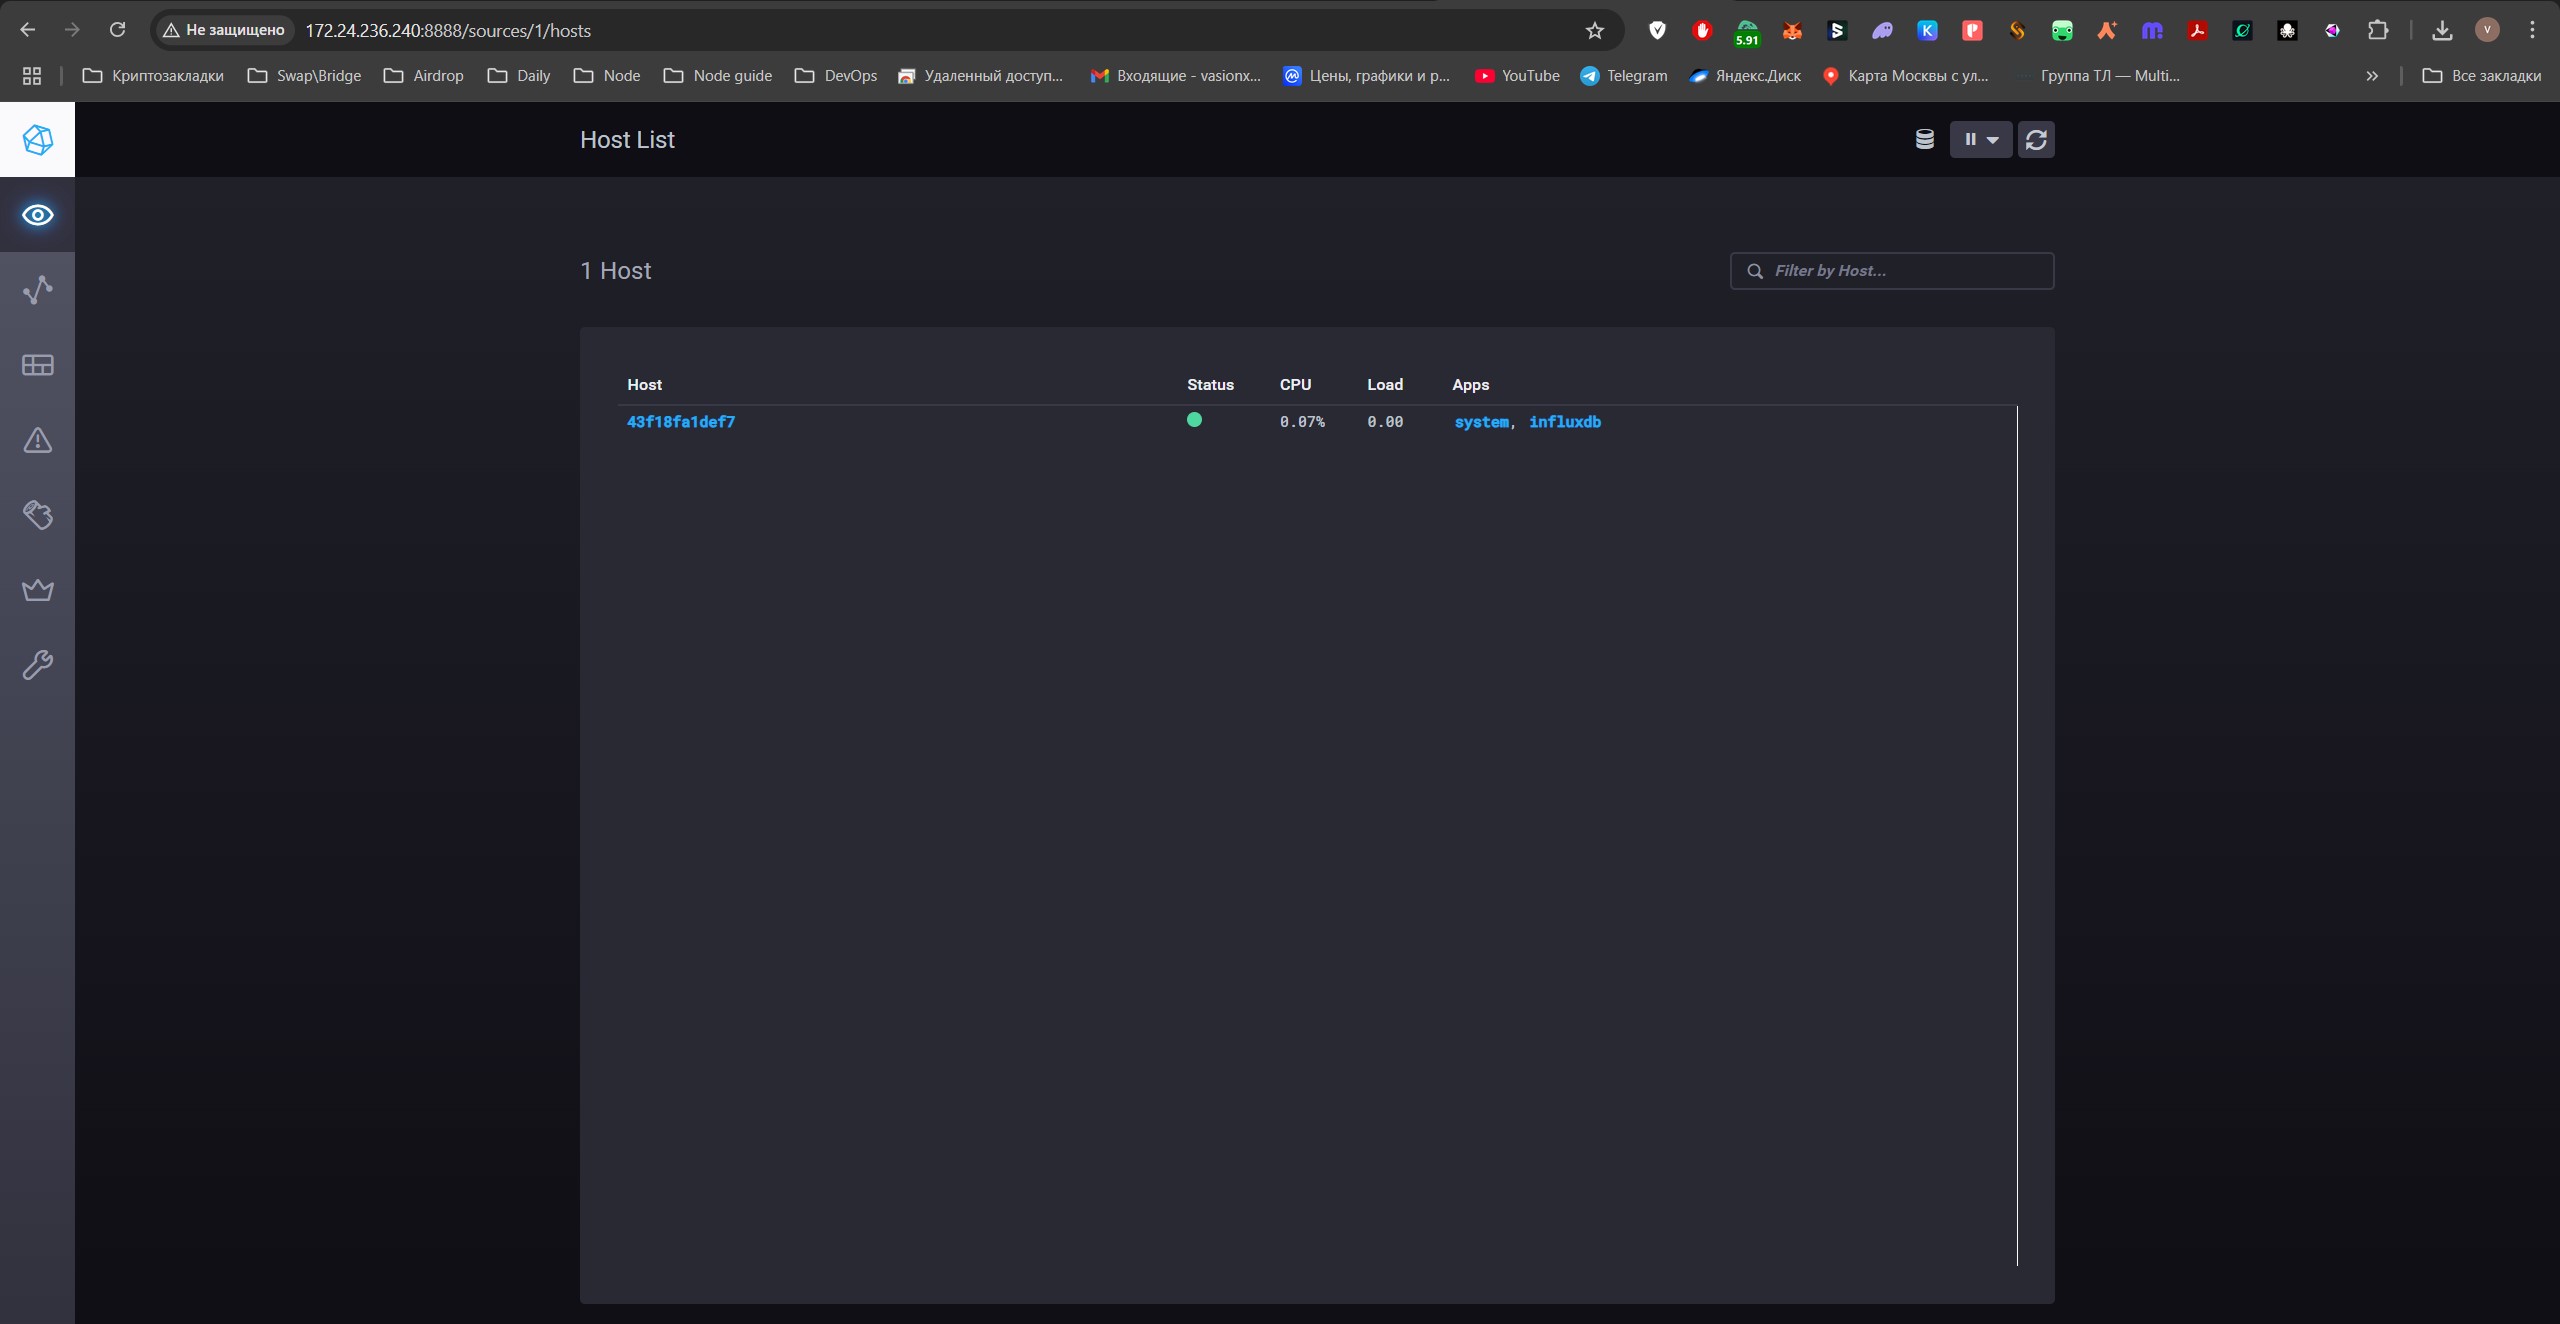 Не защищено 172.24.236.240:8888/sources/1/hosts
5.91
Криптозакладки Swap\Bridge Airdrop Daily Node Node guide DevOps Удаленный доступ... Входящие - vasionx... Цены, графики и р... YouTube Telegram Яндекс.Диск Карта Москвы с ул... Группа ТЛ — Multi... » Все закладки
Host List
1 Host
Filter by Host...
Host Status CPU Load Apps
43f18fa1def7 0.07% 0.00 system, influxdb